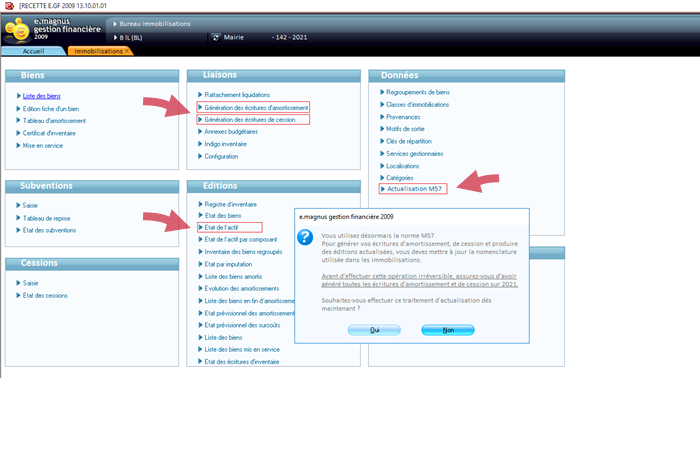 [RECETTE E.GF 2009 13.10.01.01
e.magnus
gestion financière
2009
Bureau immobilisations
B IL (BL)
Mairie - 142 - 2021
Accueil
Immobilisations
Biens
Liste des biens
Edition fiche d'un bien
Tableau d'amortissement
Certificat d'inventaire
Mise en service
Subventions
Saisie
Tableau de reprise
Etat des subventions
Cessions
Saisie
Etat des cessions
Liaisons
Rattachement liquidations
Génération des écritures d'amortissement
Génération des écritures de cession
Annexes budgétaires
Indigo inventaire
Configuration
Editions
Registre d'inventaire
Etat des biens
Etat de l'actif
Etat de l'actif par composant
Inventaire des biens regroupés
Etat par imputation
Liste des biens amortis
Evolution des amortissements
Liste des biens en fin d'amortisseme
Etat prévisionnel des amortissement
Etat prévisionnel des surcoûts
Liste des biens
Liste des biens mis en service
Etat des écritures d'inventaire
Données
Regroupements de biens
Classes d'immobilisations
Provenances
Motifs de sortie
Clés de répartition
Services gestionnaires
Localisations
Catégories
Actualisation M57
e.magnus gestion financière 2009
Vous utilisez désormais la norme M57.
Pour générer vos écritures d'amortissement, de cession et produire
des éditions actualisées, vous devez mettre à jour la nomenclature
utilisée dans les immobilisations.
Avant d'effectuer cette opération irréversible, assurez-vous d'avoir
généré toutes les écritures d'amortissement et de cession sur 2021.
Souhaitez-vous effectuer ce traitement d'actualisation dès
maintenant ?
Oui
Non